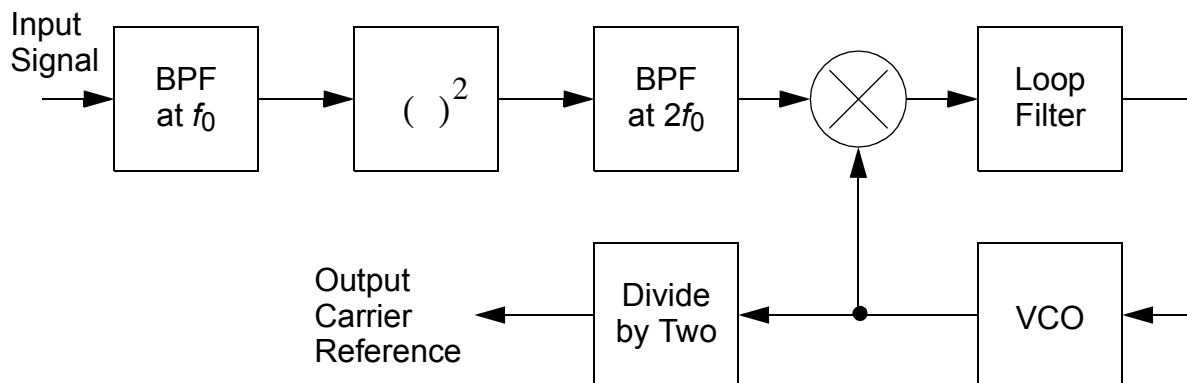 Input
Signal
BPF
at f₀
( )²
BPF
at 2f₀
Loop
Filter
Output
Carrier
Reference
Divide
by Two
VCO